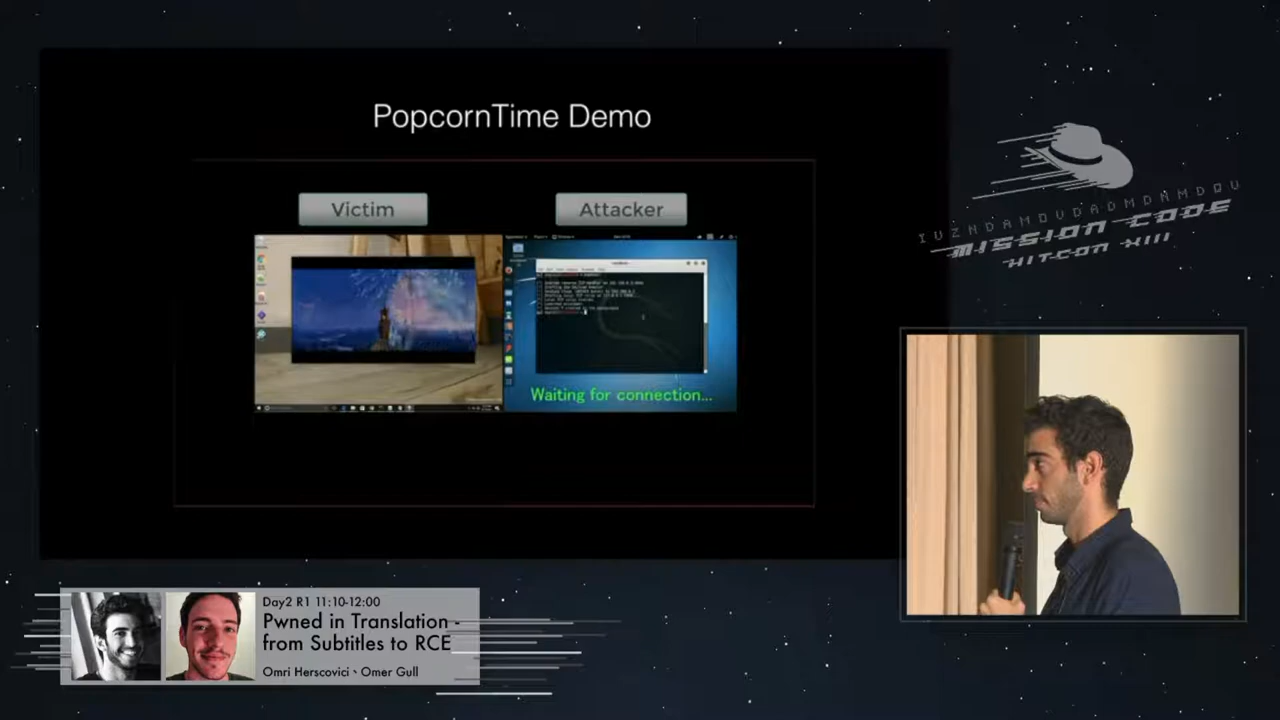 PopcornTime Demo
Victim
Attacker
Waiting for connection...
YUZNDAMOVDADMDNMDQU
MISSION CODE
HITCON XIII
Day2 R1 11:10-12:00
Pwned in Translation -
from Subtitles to RCE
Omri Herscovici、Omer Gull